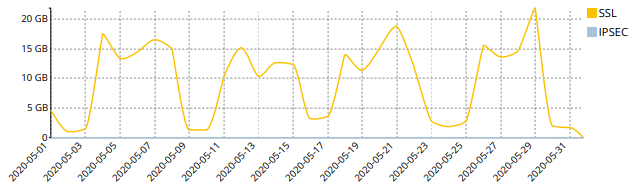 20 GB
15 GB
10 GB
5 GB
0
2020-05-01
2020-05-03
2020-05-05
2020-05-07
2020-05-09
2020-05-11
2020-05-13
2020-05-15
2020-05-17
2020-05-19
2020-05-21
2020-05-23
2020-05-25
2020-05-27
2020-05-29
2020-05-31
SSL
IPSEC